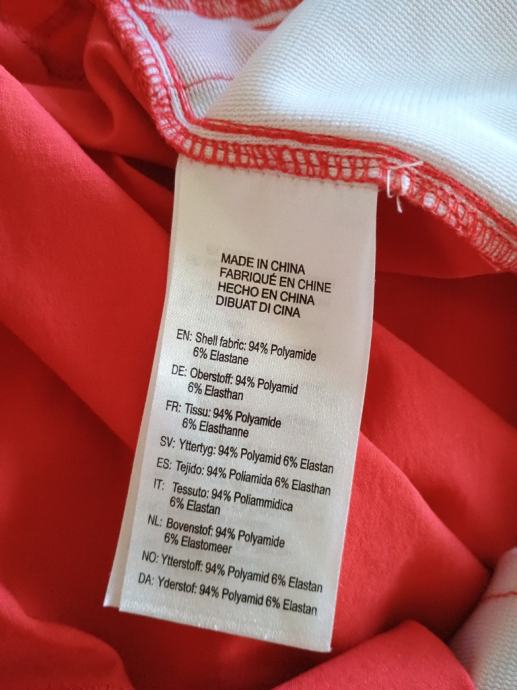 MADE IN CHINA
FABRIQUÉ EN CHINE
HECHO EN CHINA
DIBUAT DI CINA
EN: Shell fabric: 94% Polyamide
6% Elastane
DE: Oberstoff: 94% Polyamid
6% Elasthan
FR: Tissu: 94% Polyamide
6% Elasthanne
SV: Yttertyg: 94% Polyamid 6% Elastan
ES: Tejido: 94% Poliamida 6% Elasthan
IT: Tessuto: 94% Poliammidica
6% Elastan
NL: Bovenstof: 94% Polyamide
6% Elastomeer
NO: Ytterstoff: 94% Polyamid 6% Elastan
DA: Yderstof: 94% Polyamid 6% Elastan